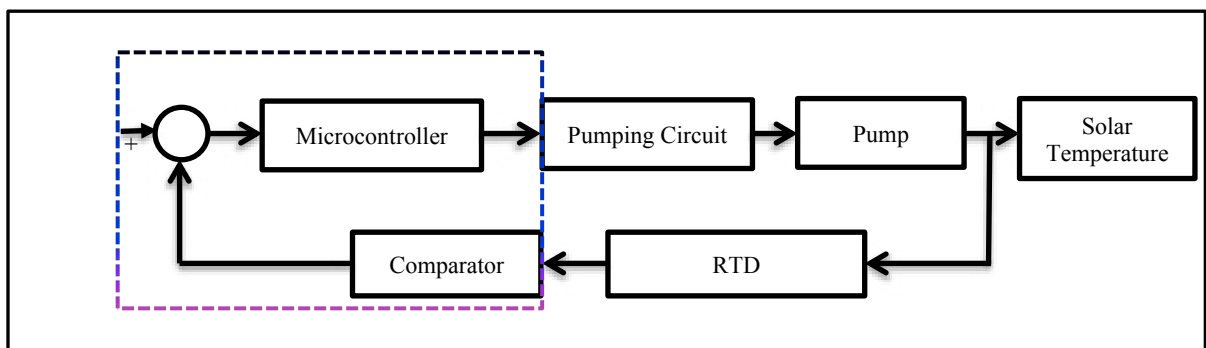 Microcontroller
Pumping Circuit
Pump
Solar
Temperature
+
Comparator
RTD